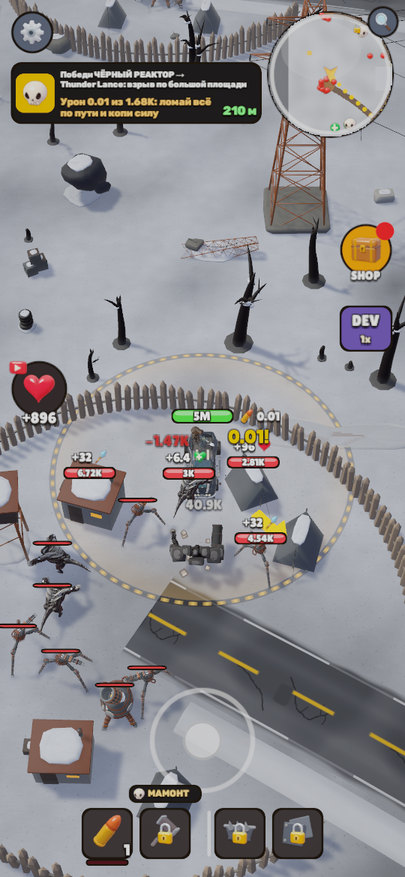 Победи ЧЁРНЫЙ РЕАКТОР →
Thunder Lance: взрыв по большой площади
Урон 0.01 из 1.68K: ломай всё
по пути и копи силу
210 м
SHOP
DEV
1x
+896
5M
0.01
-1.47K
0.01!
+32
+6.4
6.72K
3K
2.81K
40.9K
+32
4.54K
МАМОНТ
1